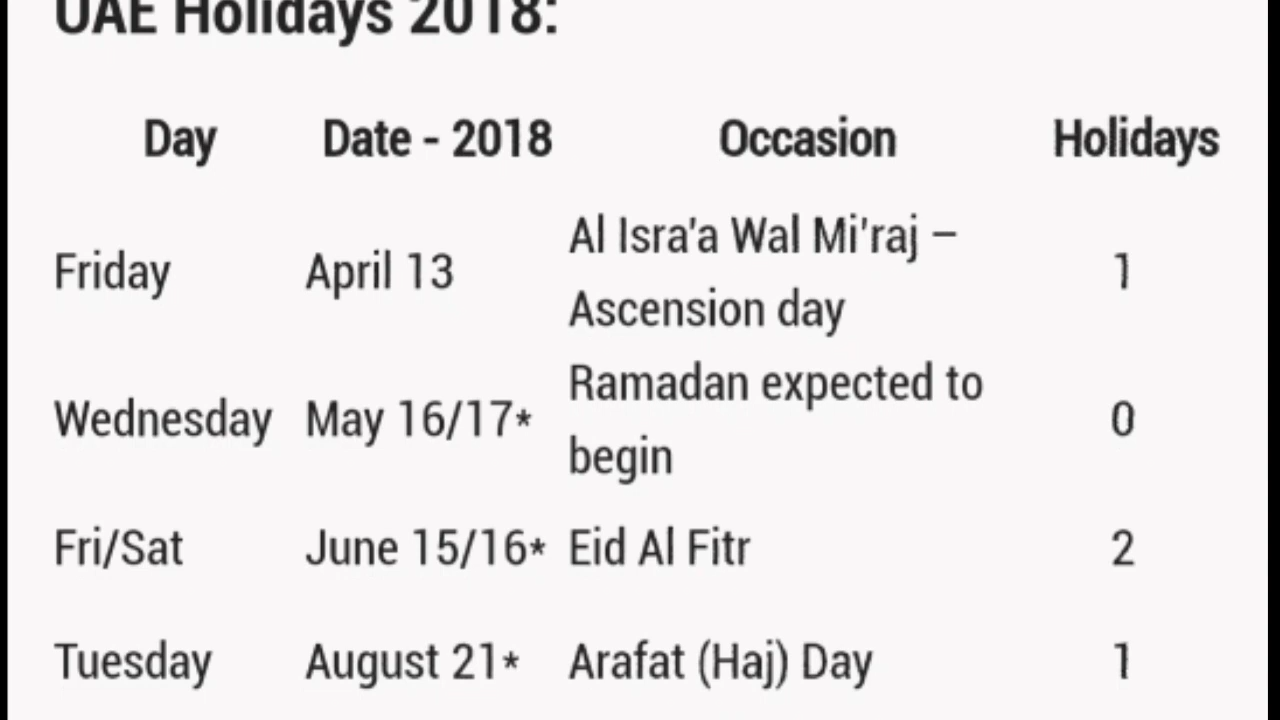 UAE Holidays 2018:
Day Date - 2018 Occasion Holidays
Friday April 13 Al Isra'a Wal Mi'raj – Ascension day 1
Wednesday May 16/17* Ramadan expected to begin 0
Fri/Sat June 15/16* Eid Al Fitr 2
Tuesday August 21* Arafat (Haj) Day 1